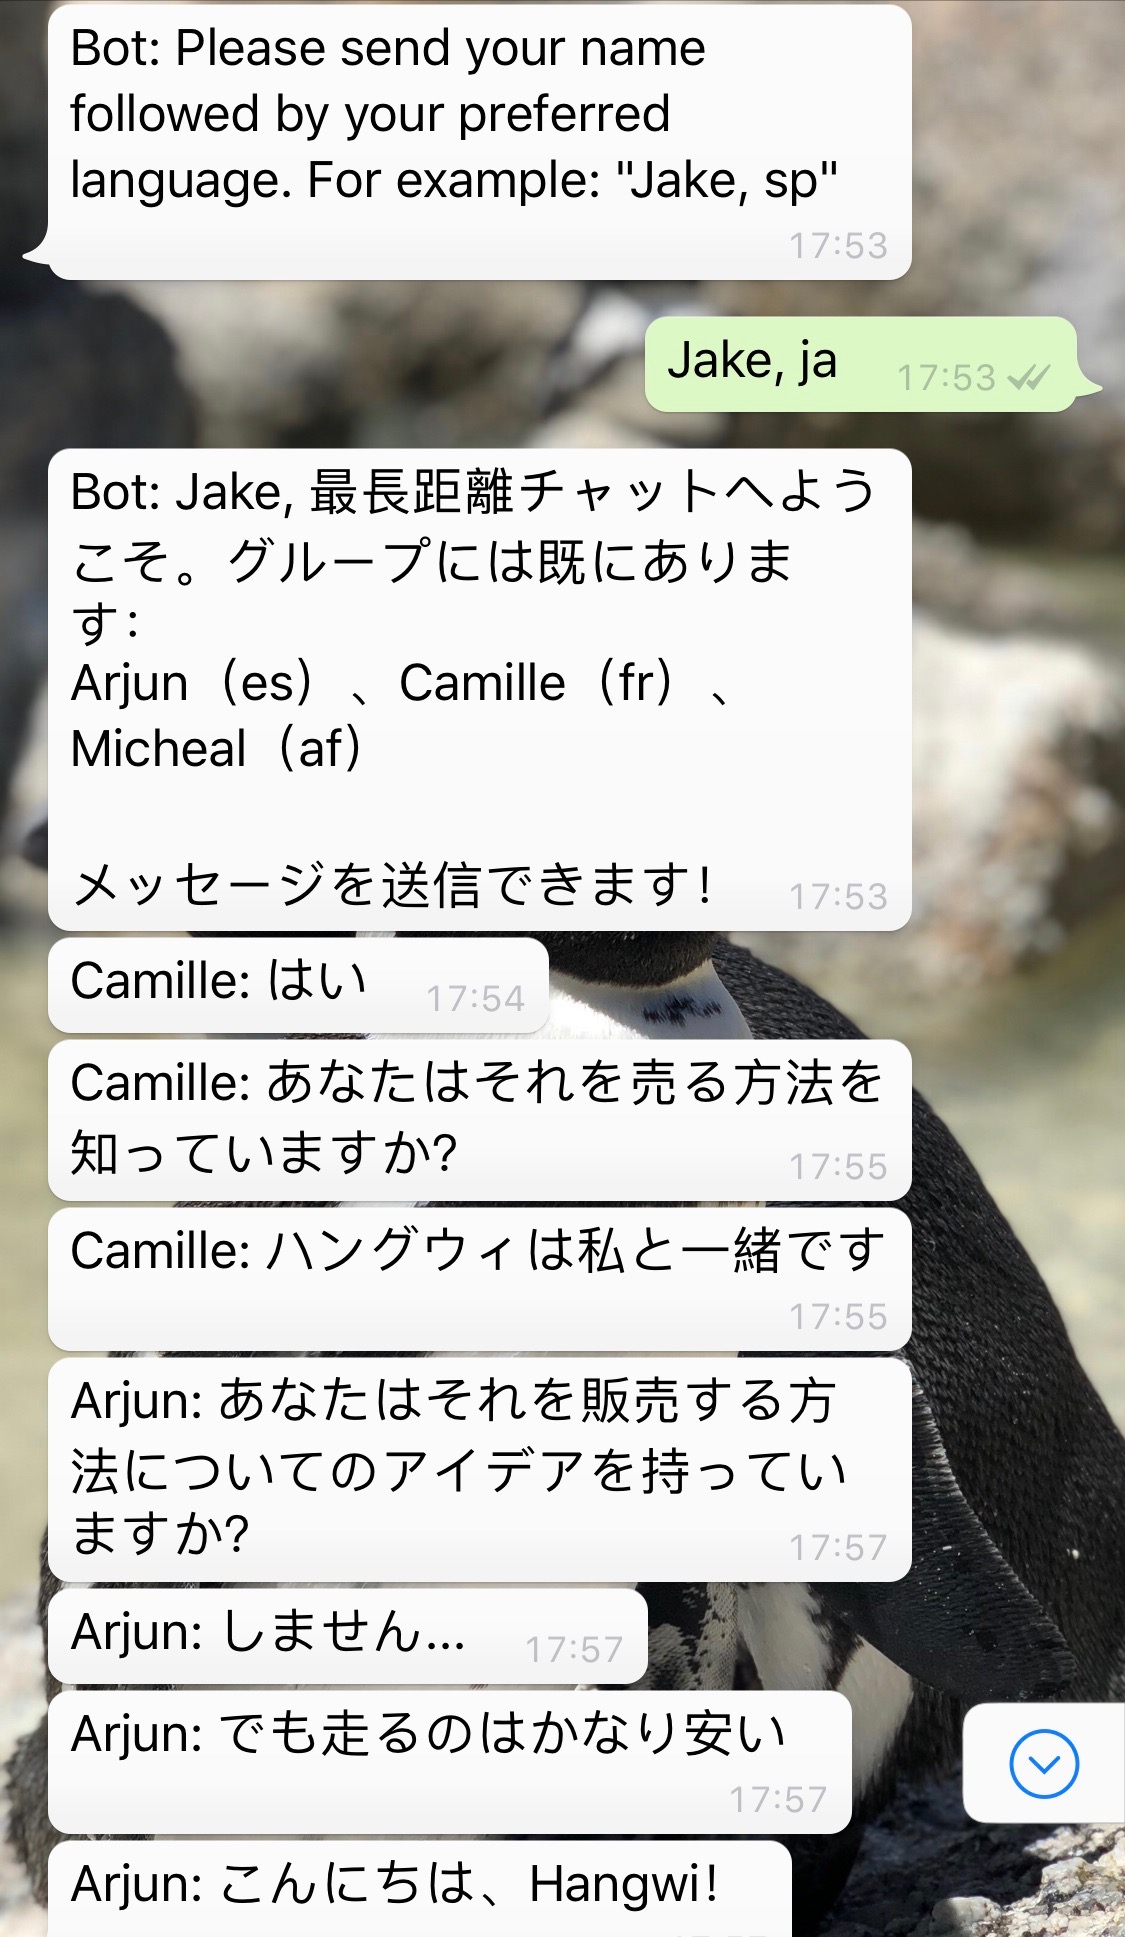 Bot: Please send your name
followed by your preferred
language. For example: "Jake, sp"
17:53
Jake, ja 17:53
Bot: Jake, 最長距離チャットへよう
こそ。グループには既にありま
す：
Arjun（es）、Camille（fr）、
Micheal（af）
メッセージを送信できます！ 17:53
Camille: はい 17:54
Camille: あなたはそれを売る方法を
知っていますか? 17:55
Camille: ハングウィは私と一緒です
17:55
Arjun: あなたはそれを販売する方
法についてのアイデアを持ってい
ますか? 17:57
Arjun: しません... 17:57
Arjun: でも走るのはかなり安い
17:57
Arjun: こんにちは、Hangwi！